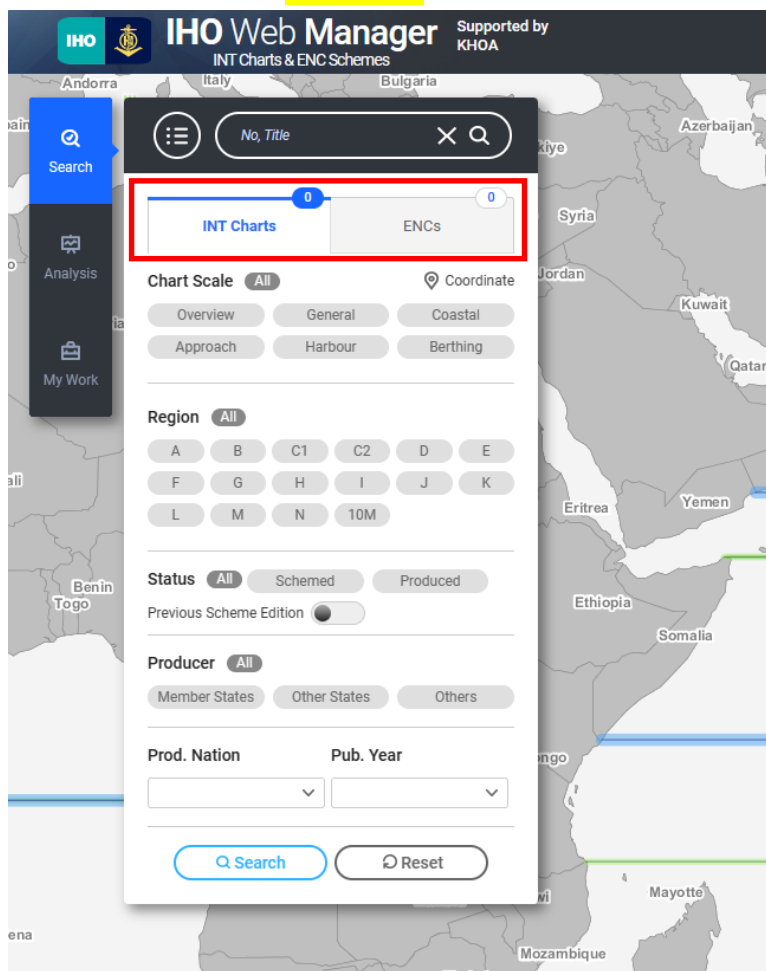 IHO
IHO Web Manager Supported by
KHOA
INT Charts & ENC Schemes
Andorra Italy Bulgaria
Azerbaijan
Search
No, Title
INT Charts 0
ENCs 0
Syria
Analysis
Chart Scale All Coordinate
Jordan
Overview General Coastal
Kuwait
Approach Harbour Berthing
Qatar
My Work
Region All
A B C1 C2 D E
F G H I J K
L M N 10M
Eritrea Yemen
Status All Schemed Produced
Benin
Togo
Previous Scheme Edition
Ethiopia
Somalia
Producer All
Member States Other States Others
Prod. Nation Pub. Year
Search Reset
Mayotte
Mozambique